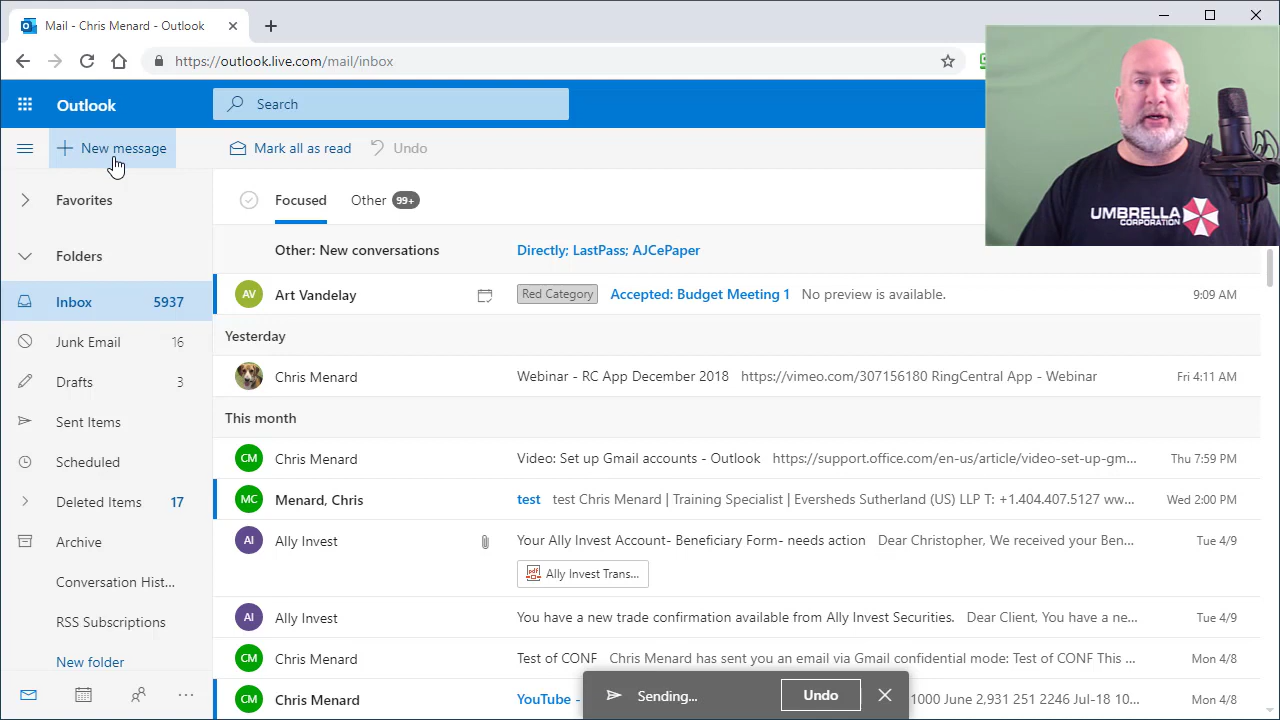 Mail - Chris Menard - Outlook
https://outlook.live.com/mail/inbox
Outlook
Search
New message
Mark all as read
Undo
UMBRELLA
CORPORATION
Favorites
Folders
Inbox 5937
Junk Email 16
Drafts 3
Sent Items
Scheduled
Deleted Items 17
Archive
Conversation Hist...
RSS Subscriptions
New folder
Focused
Other 99+
Other: New conversations Directly; LastPass; AJCePaper
AV Art Vandelay Red Category Accepted: Budget Meeting 1 No preview is available. 9:09 AM
Yesterday
Chris Menard Webinar - RC App December 2018 https://vimeo.com/307156180 RingCentral App - Webinar Fri 4:11 AM
This month
CM Chris Menard Video: Set up Gmail accounts - Outlook https://support.office.com/en-us/article/video-set-up-gm... Thu 7:59 PM
MC Menard, Chris test test Chris Menard | Training Specialist | Eversheds Sutherland (US) LLP T: +1.404.407.5127 ww... Wed 2:00 PM
AI Ally Invest Your Ally Invest Account- Beneficiary Form- needs action Dear Christopher, We received your Ben... Tue 4/9
pdf Ally Invest Trans...
AI Ally Invest You have a new trade confirmation available from Ally Invest Securities. Dear Client, You have a ne... Tue 4/9
CM Chris Menard Test of CONF Chris Menard has sent you an email via Gmail confidential mode: Test of CONF This ... Mon 4/8
CM Chris Menard YouTube - 1000 June 2,931 251 2246 Jul-18 10... Mon 4/8
Sending... Undo